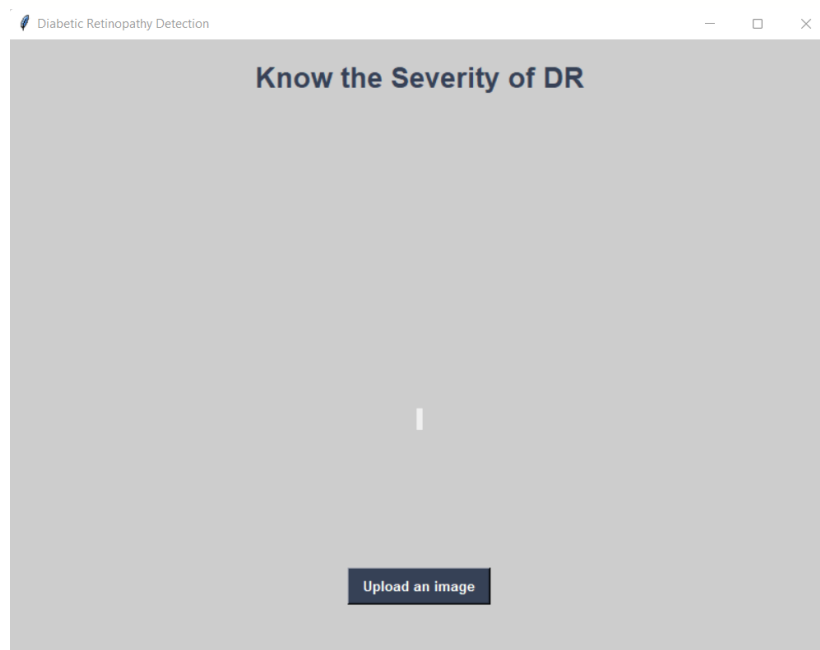 Diabetic Retinopathy Detection
Know the Severity of DR
Upload an image